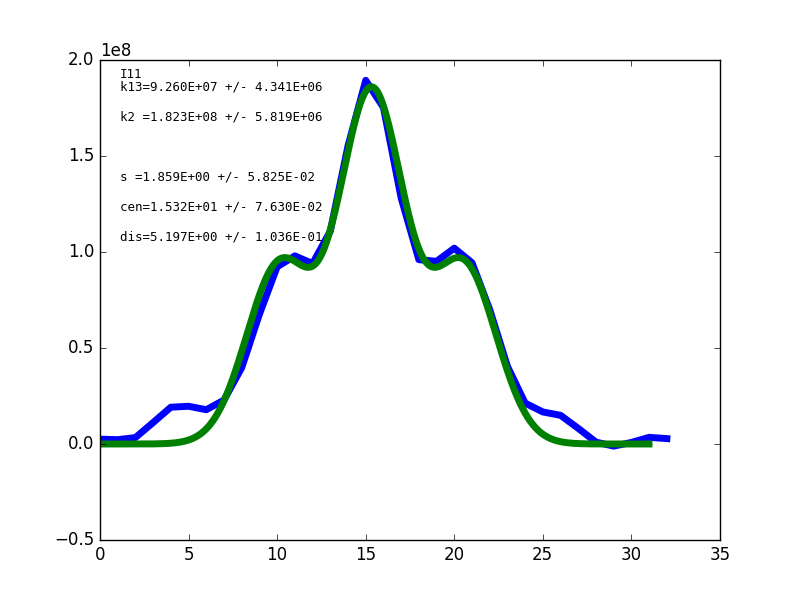 1e8
2.0
I11
k13=9.260E+07 +/- 4.341E+06
k2 =1.823E+08 +/- 5.819E+06
1.5
s =1.859E+00 +/- 5.825E-02
cen=1.532E+01 +/- 7.630E-02
dis=5.197E+00 +/- 1.036E-01
1.0
0.5
0.0
−0.5
0 5 10 15 20 25 30 35